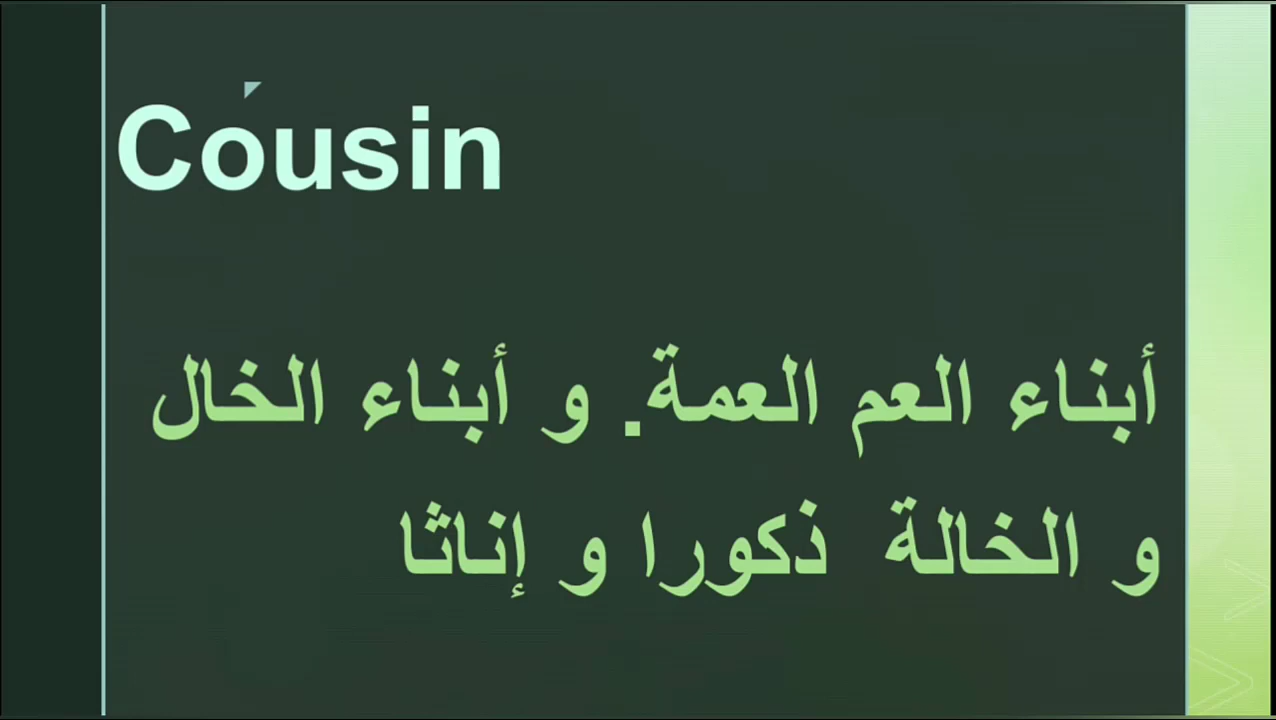 Cousin
أبناء العم العمة. و أبناء الخال
و الخالة ذكورا و إناثا